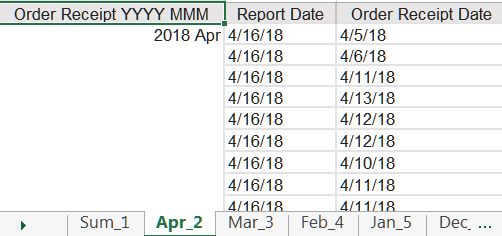 Order Receipt YYYY MMM Report Date Order Receipt Date
2018 Apr 4/16/18 4/5/18
4/16/18 4/6/18
4/16/18 4/11/18
4/16/18 4/13/18
4/16/18 4/12/18
4/16/18 4/12/18
4/16/18 4/10/18
4/16/18 4/11/18
4/16/18 4/11/18
Sum_1 Apr_2 Mar_3 Feb_4 Jan_5 Dec_ ...